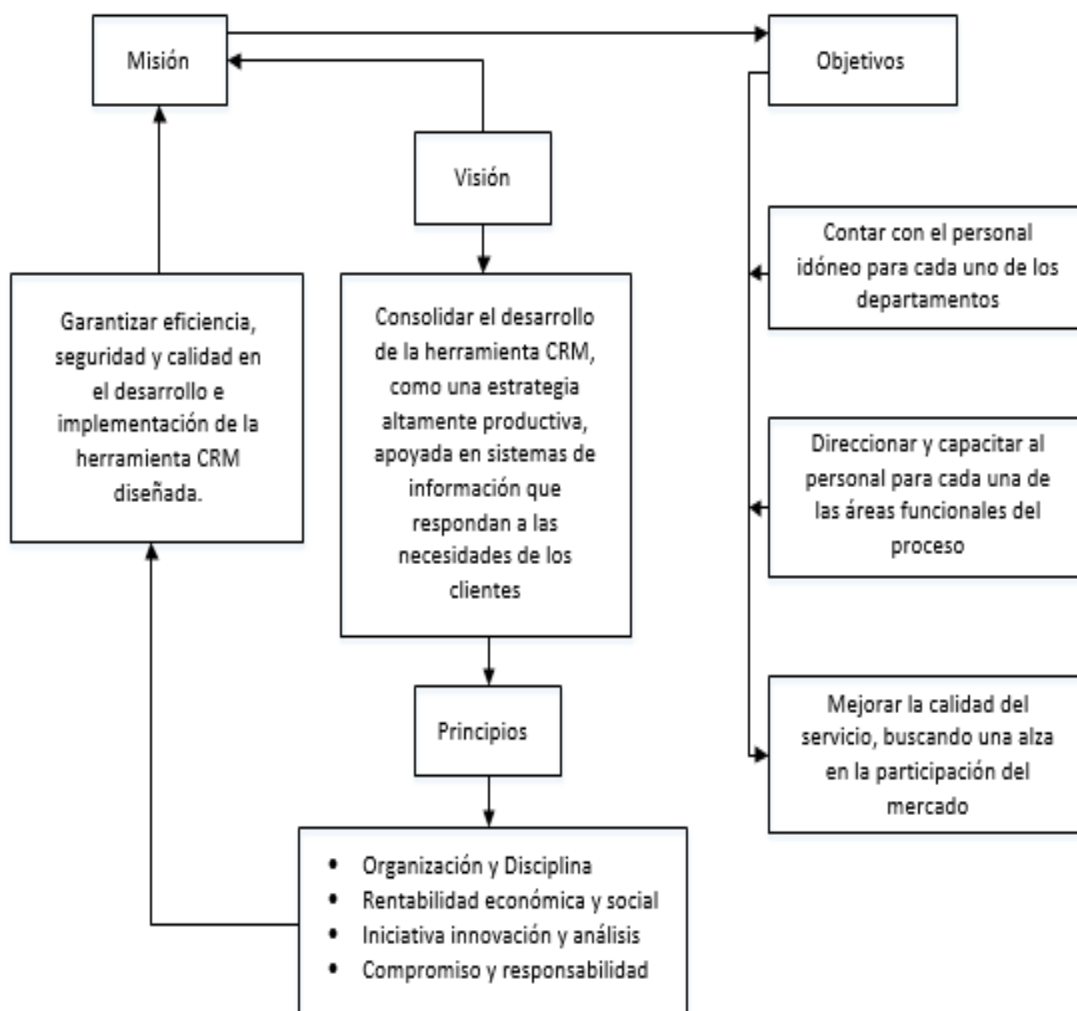 Misión
Objetivos
Visión
Contar con el personal
idóneo para cada uno de los
departamentos
Garantizar eficiencia,
seguridad y calidad en
el desarrollo e
implementación de la
herramienta CRM
diseñada.
Consolidar el desarrollo
de la herramienta CRM,
como una estrategia
altamente productiva,
apoyada en sistemas de
información que
respondan a las
necesidades de los
clientes
Direccionar y capacitar al
personal para cada una de
las áreas funcionales del
proceso
Principios
Mejorar la calidad del
servicio, buscando una alza
en la participación del
mercado
• Organización y Disciplina
• Rentabilidad económica y social
• Iniciativa innovación y análisis
• Compromiso y responsabilidad